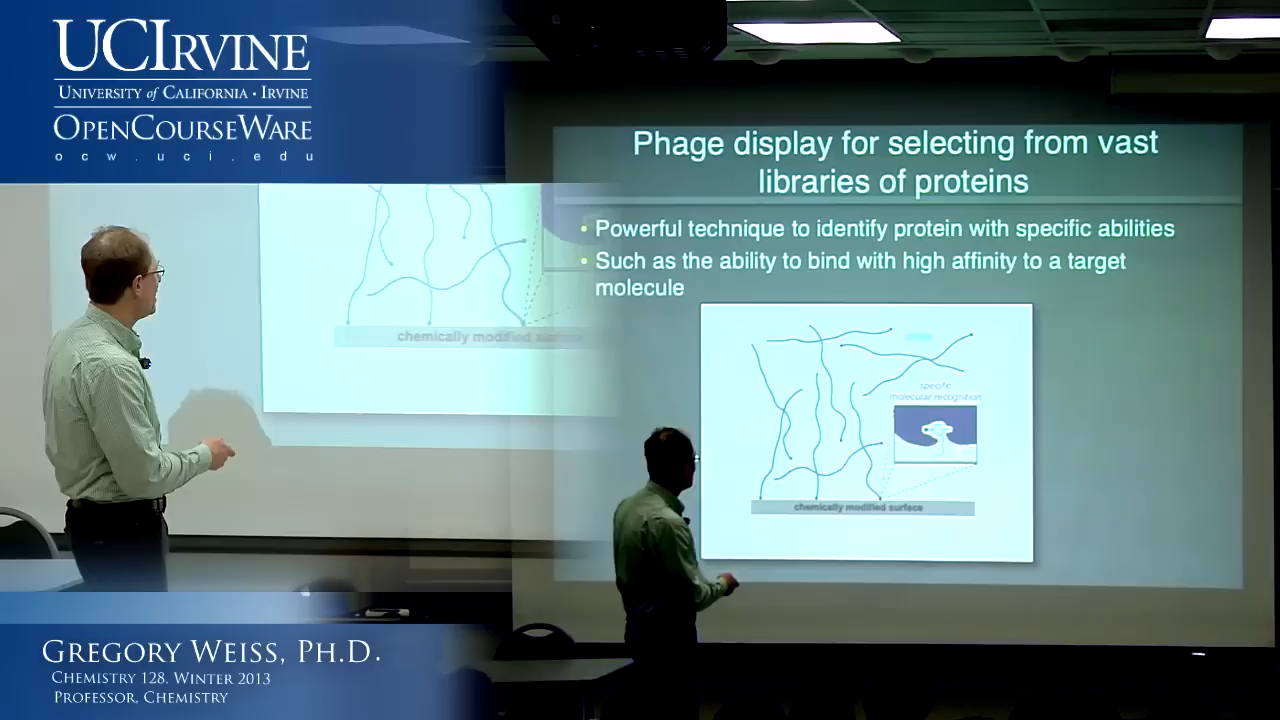 UCIRVINE
UNIVERSITY of CALIFORNIA · IRVINE
OPENCOURSEWARE
ocw.uci.edu
chemically modified surface
GREGORY WEISS, PH.D.
CHEMISTRY 128, WINTER 2013
PROFESSOR, CHEMISTRY
Phage display for selecting from vast
libraries of proteins
• Powerful technique to identify protein with specific abilities
• Such as the ability to bind with high affinity to a target
molecule
specific
molecular recognition
chemically modified surface